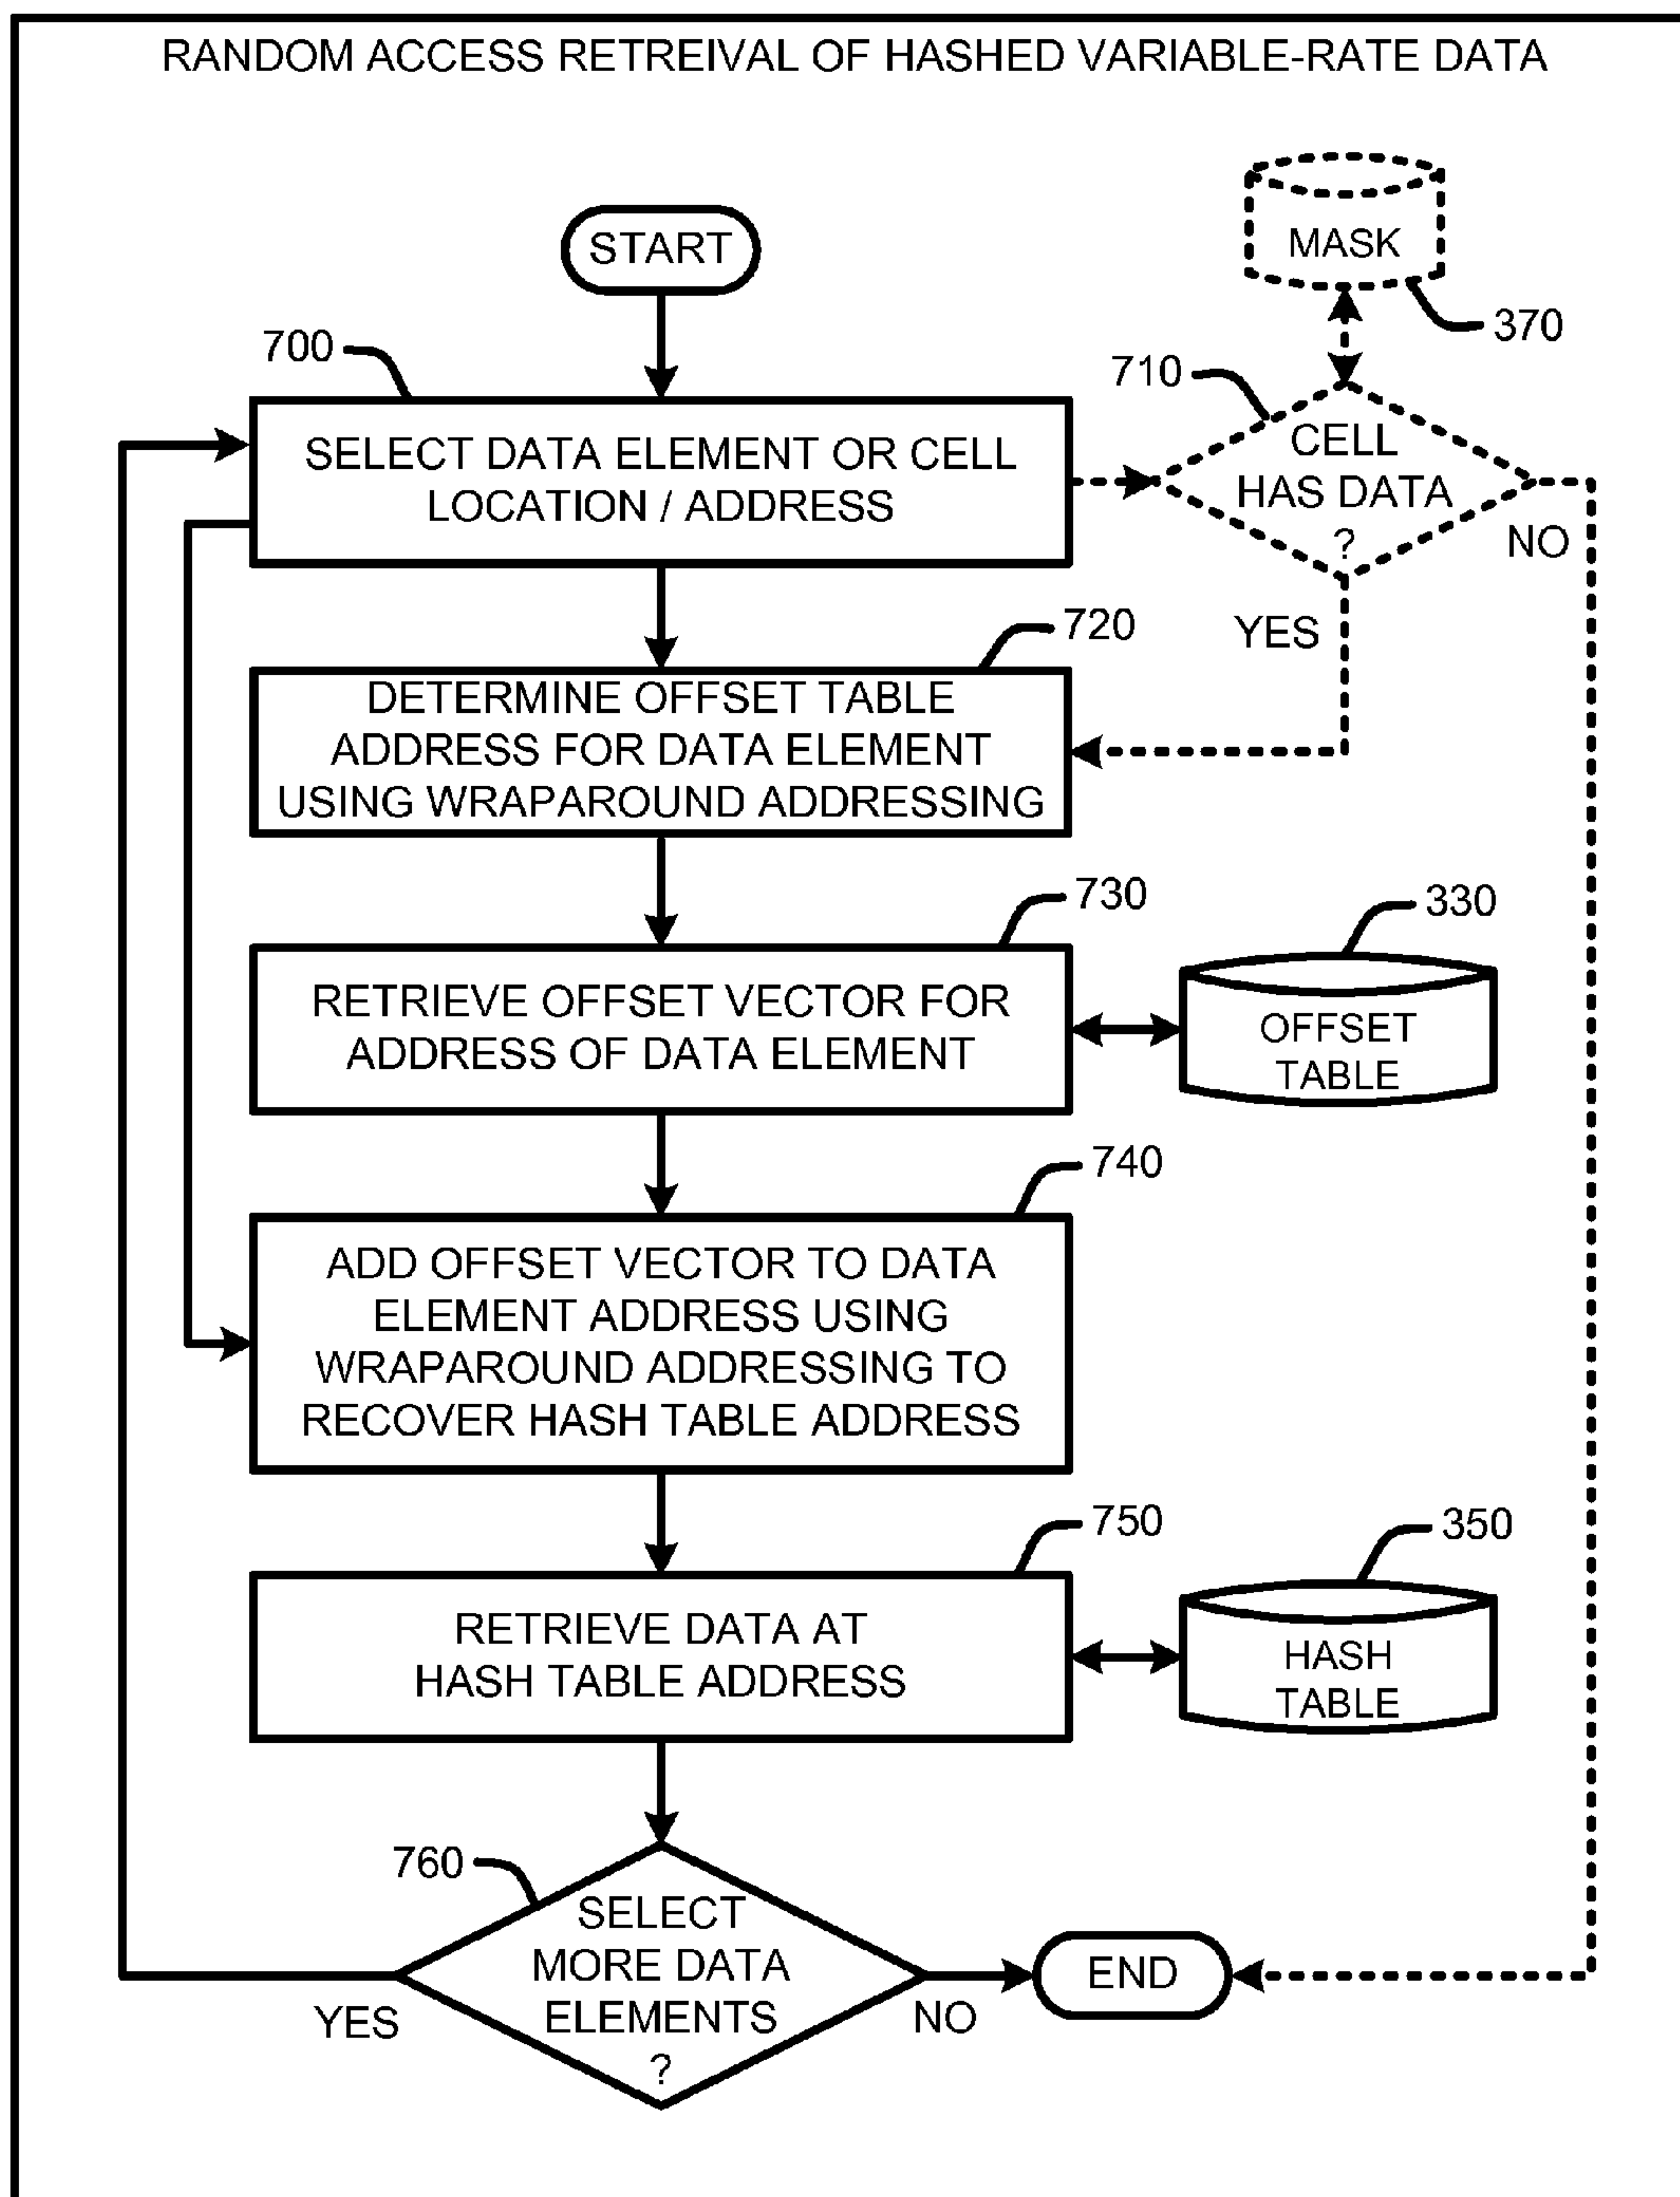 RANDOM ACCESS RETREIVAL OF HASHED VARIABLE-RATE DATA
START
MASK
370
700
710
SELECT DATA ELEMENT OR CELL
LOCATION / ADDRESS
CELL
HAS DATA
?
NO
YES
720
DETERMINE OFFSET TABLE
ADDRESS FOR DATA ELEMENT
USING WRAPAROUND ADDRESSING
730
330
RETRIEVE OFFSET VECTOR FOR
ADDRESS OF DATA ELEMENT
OFFSET
TABLE
740
ADD OFFSET VECTOR TO DATA
ELEMENT ADDRESS USING
WRAPAROUND ADDRESSING TO
RECOVER HASH TABLE ADDRESS
750
350
RETRIEVE DATA AT
HASH TABLE ADDRESS
HASH
TABLE
760
SELECT
MORE DATA
ELEMENTS
?
YES
NO
END